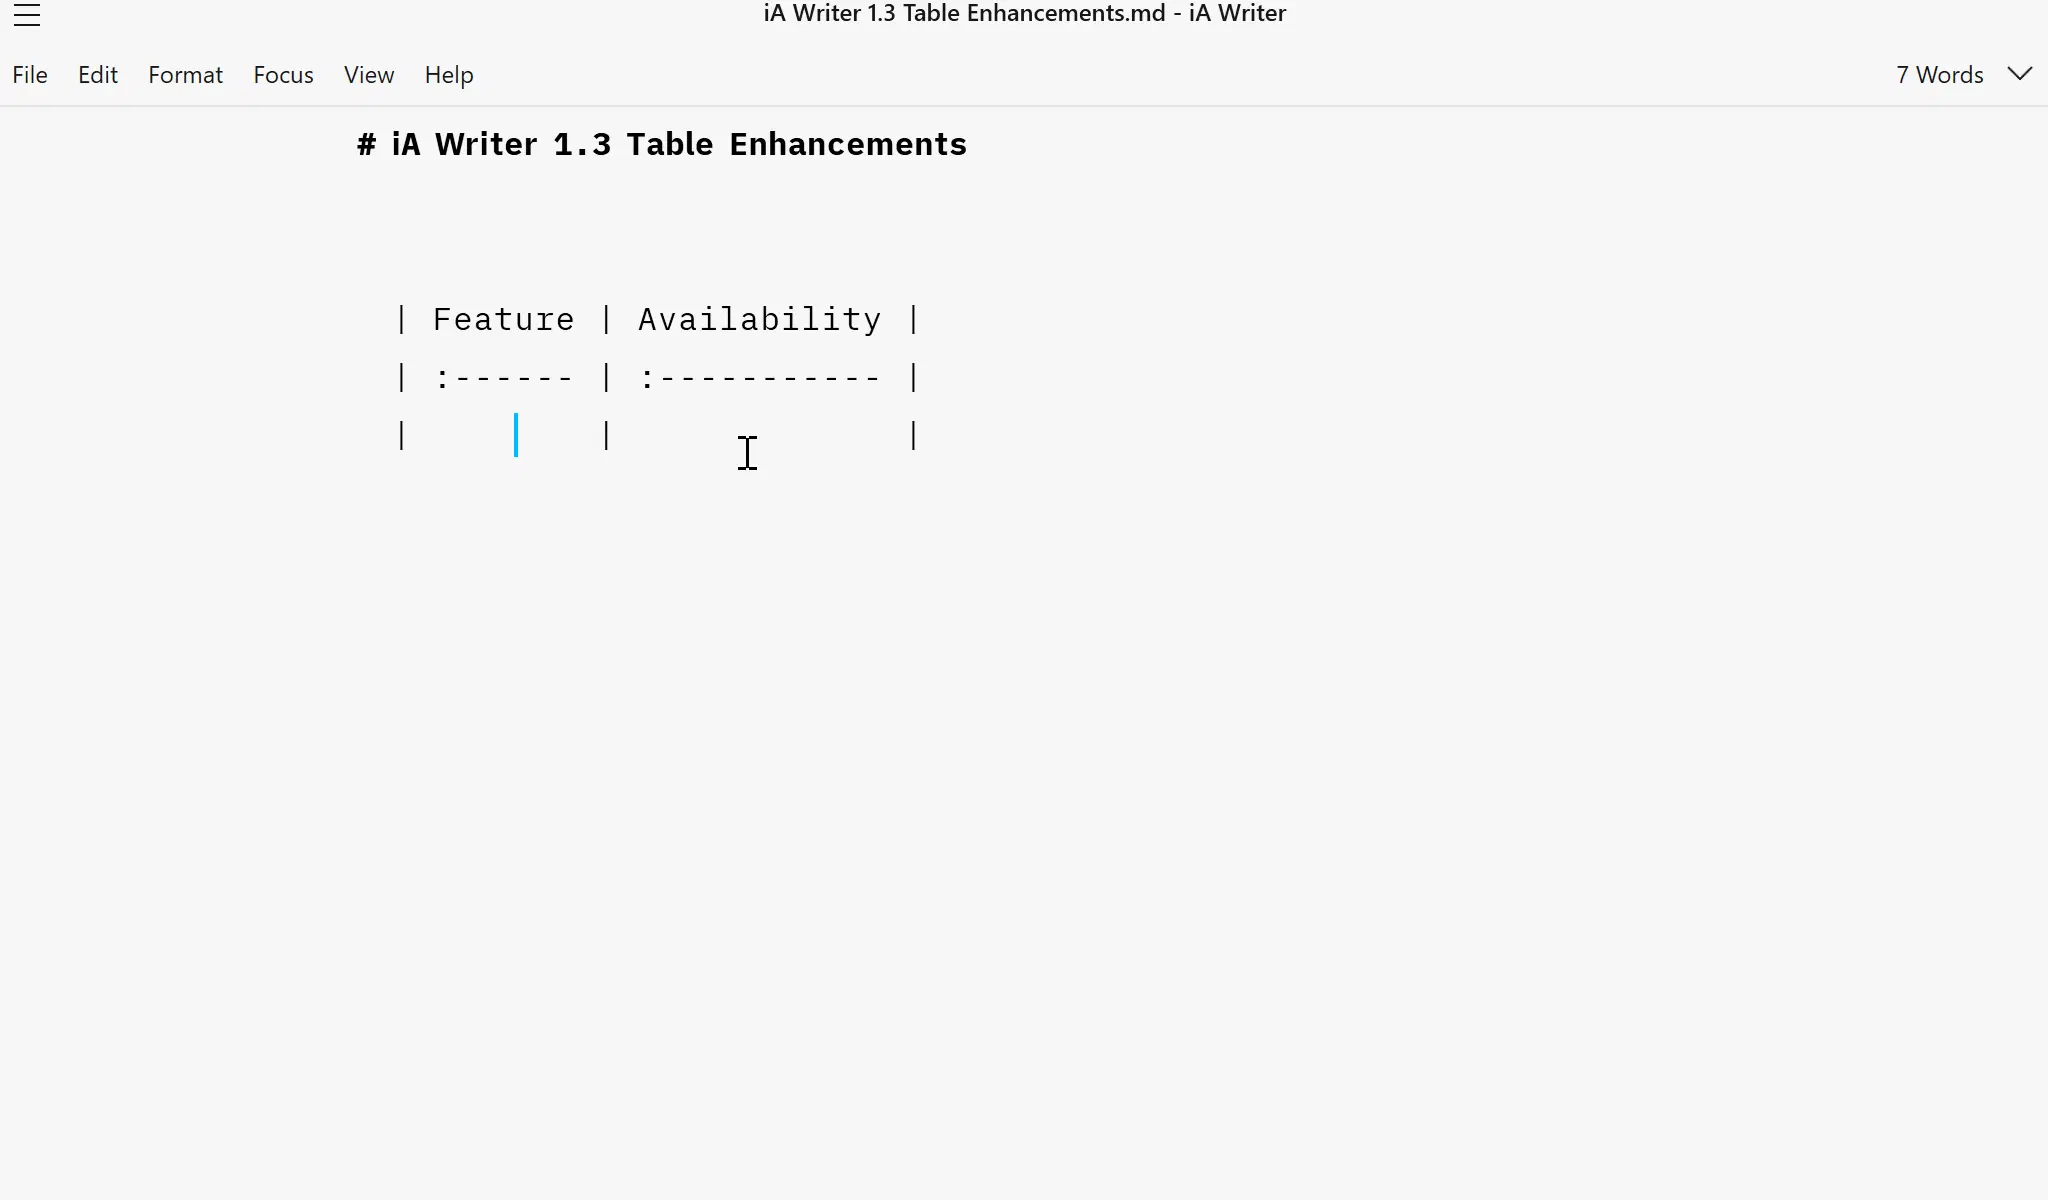 iA Writer 1.3 Table Enhancements.md - iA Writer
File Edit Format Focus View Help 7 Words
# iA Writer 1.3 Table Enhancements
| Feature | Availability |
| :------ | :----------- |
| | |